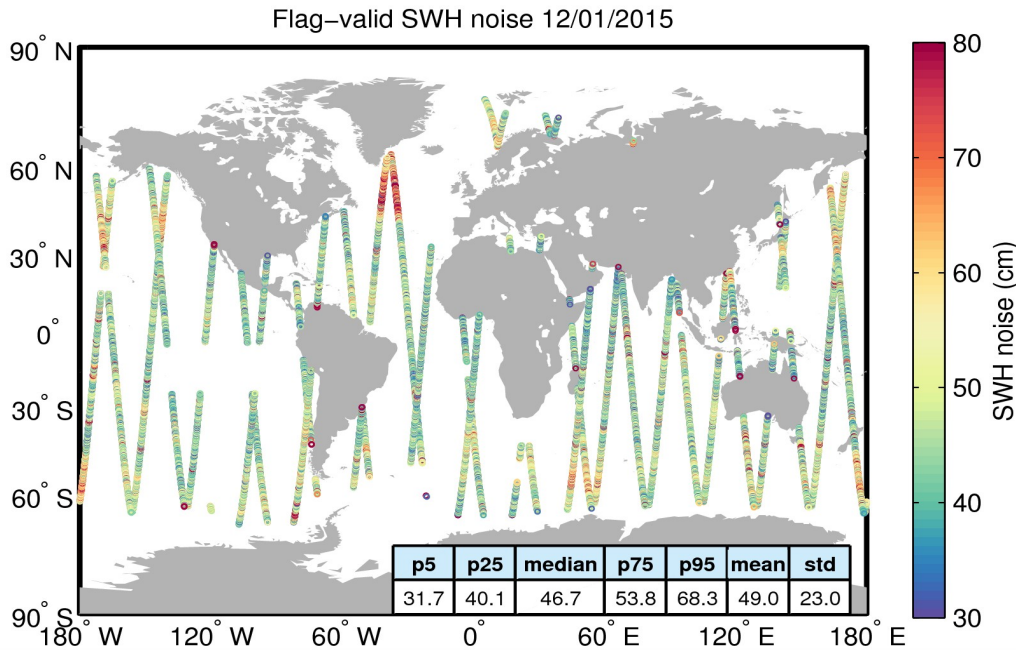 Flag−valid SWH noise 12/01/2015
90° N
60° N
30° N
0°
30° S
60° S
90° S
180° W
120° W
60° W
0°
60° E
120° E
180° E
80
70
60
50
40
30
SWH noise (cm)
p5 p25 median p75 p95 mean std
31.7 40.1 46.7 53.8 68.3 49.0 23.0